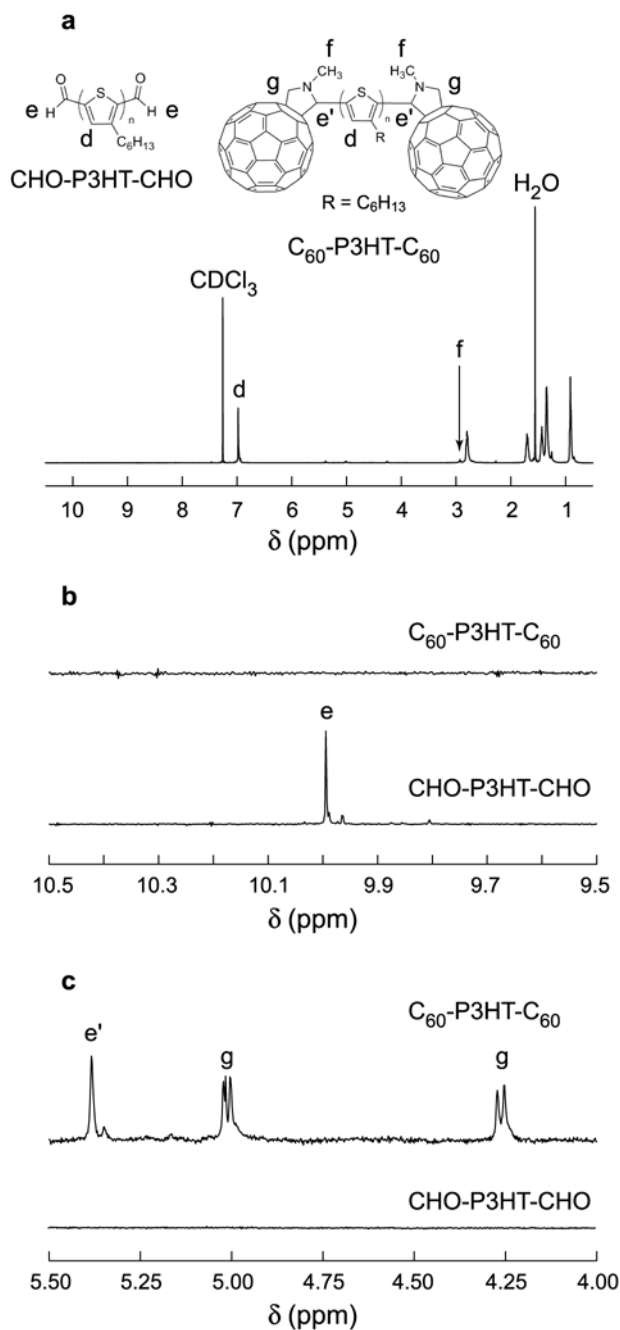 a
f f
O O CH₃ H₃C
g N N g
e H ( S )n H e e' ( S )n e'
d d
C₆H₁₃ R
CHO-P3HT-CHO
R = C₆H₁₃
H₂O
C₆₀-P3HT-C₆₀
CDCl₃
f
d
10 9 8 7 6 5 4 3 2 1
δ (ppm)
b
C₆₀-P3HT-C₆₀
e
CHO-P3HT-CHO
10.5 10.3 10.1 9.9 9.7 9.5
δ (ppm)
c
C₆₀-P3HT-C₆₀
e'
g g
CHO-P3HT-CHO
5.50 5.25 5.00 4.75 4.50 4.25 4.00
δ (ppm)